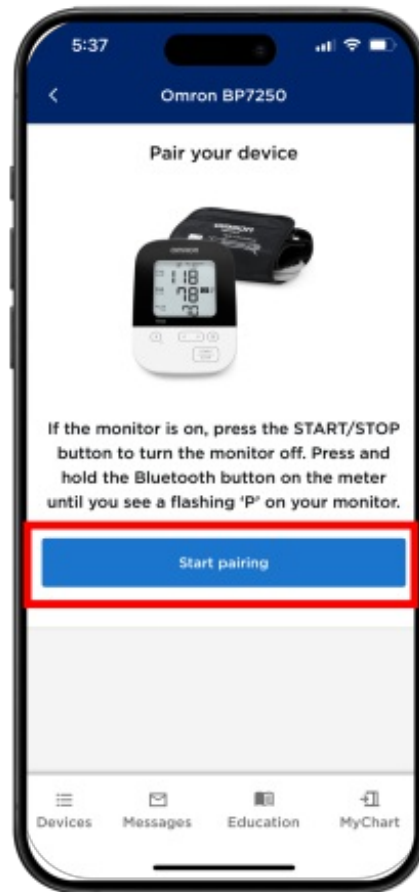 5:37
Omron BP7250
Pair your device
OMRON
118
78
70
If the monitor is on, press the START/STOP
button to turn the monitor off. Press and
hold the Bluetooth button on the meter
until you see a flashing ‘P’ on your monitor.
Start pairing
Devices Messages Education MyChart